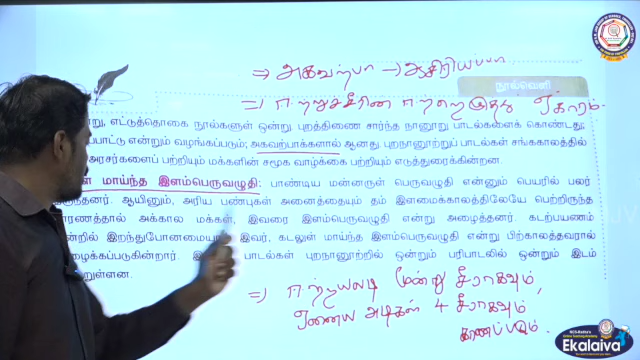 ⇒ அகவற்பா → ஆசிரியப்பா
நூல்வெளி
⇒ ஈற்றுச்சீரின் ஏகாரம்.
எட்டுத்தொகை நூல்களுள் ஒன்று; புறத்திணை சார்ந்த நானூறு பாடல்களைக் கொண்டது;
ப்பாட்டு என்றும் வழங்கப்படும்; அகவற்பாக்களால் ஆனது. புறநானூற்றுப் பாடல்கள் சங்ககாலத்தில்
அரசர்களைப் பற்றியும் மக்களின் சமூக வாழ்க்கை பற்றியும் எடுத்துரைக்கின்றன.
மாய்ந்த இளம்பெருவழுதி: பாண்டிய மன்னருள் பெருவழுதி என்னும் பெயரில் பலர்
ஆயினும், அரிய பண்புகள் அனைத்தையும் தம் இளமைக்காலத்திலேயே பெற்றிருந்த
அக்கால மக்கள், இவரை இளம்பெருவழுதி என்று அழைத்தனர். கடற்பயணம்
இறந்துபோனமையால் இவர், கடலுள் மாய்ந்த இளம்பெருவழுதி என்று பிற்காலத்தவரால்
பாடல்கள் புறநானூற்றில் ஒன்றும் பரிபாடலில் ஒன்றும் இடம்
⇒ ஈற்றயலடி மூன்று சீராகவும்,
ஏனைய அடிகள் 4 சீராகவும்
காணப்படும்.
Ekalaiva